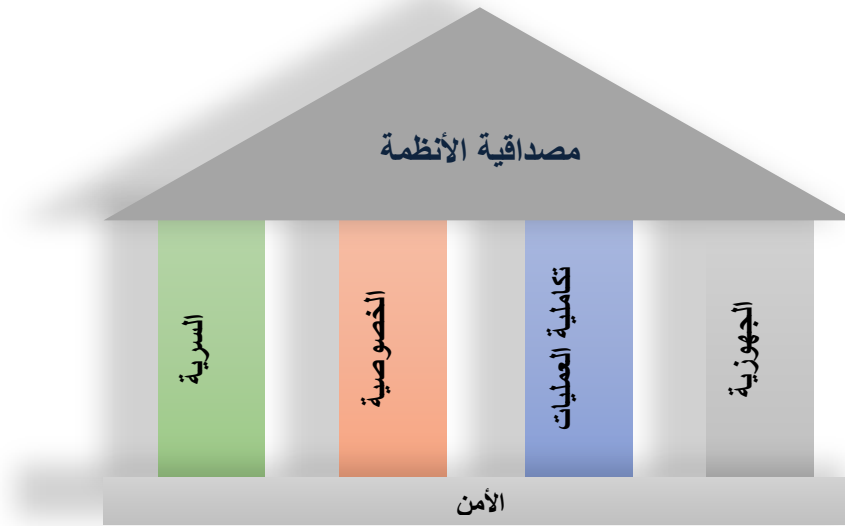 مصداقية الأنظمة
الجهوزية
تكاملية العمليات
الخصوصية
السرية
الأمن